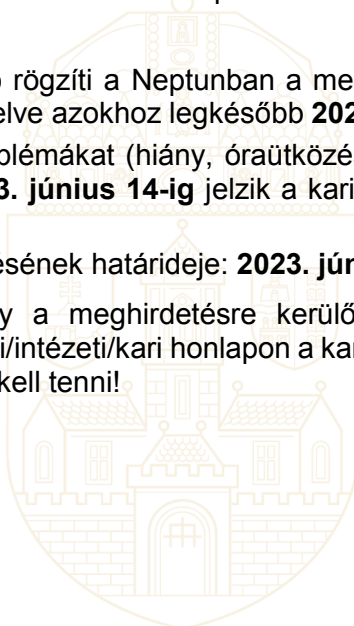 rögzíti a Neptunban a me
elve azokhoz legkésőbb 202
blémákat (hiány, óraütközé
3. június 14-ig jelzik a kari
esének határideje: 2023. jún
y a meghirdetésre kerülő
i/intézeti/kari honlapon a kar
kell tenni!